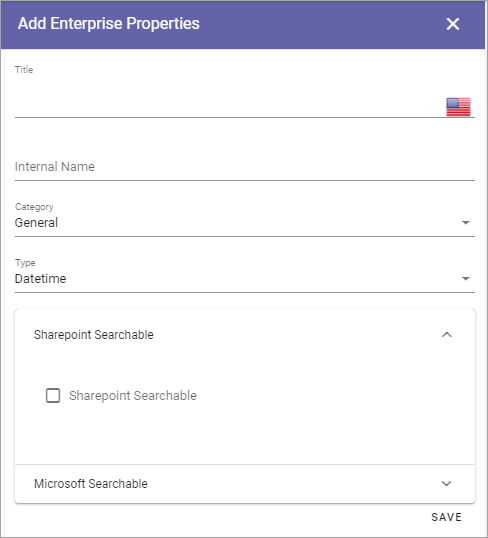 Add Enterprise Properties
Title
Internal Name
Category
General
Type
Datetime
Sharepoint Searchable
Sharepoint Searchable
Microsoft Searchable
SAVE